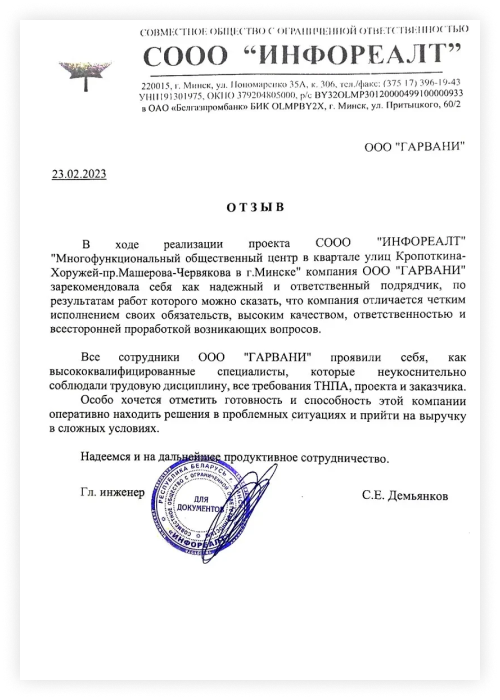 СОВМЕСТНОЕ ОБЩЕСТВО С ОГРАНИЧЕННОЙ ОТВЕТСТВЕННОСТЬЮ
СООО “ИНФОРЕАЛТ”
220015, г. Минск, ул. Пономаренко 35А, к. 306, тел./факс: (375 17) 396-19-43
УНП191301975, ОКПО 379204805000, р/с BY32OLMP30120000499100000933
в ОАО «Белгазпромбанк» БИК OLMPBY2X, г. Минск, ул. Притыцкого, 60/2
ООО "ГАРВАНИ"
23.02.2023
ОТЗЫВ
В ходе реализации проекта СООО "ИНФОРЕАЛТ"
"Многофункциональный общественный центр в квартале улиц Кропоткина-
Хоружей-пр.Машерова-Червякова в г.Минске" компания ООО "ГАРВАНИ"
зарекомендовала себя как надежный и ответственный подрядчик, по
результатам работ которого можно сказать, что компания отличается четким
исполнением своих обязательств, высоким качеством, ответственностью и
всесторонней проработкой возникающих вопросов.
Все сотрудники ООО "ГАРВАНИ" проявили себя, как
высококвалифицированные специалисты, которые неукоснительно
соблюдали трудовую дисциплину, все требования ТНПА, проекта и заказчика.
Особо хочется отметить готовность и способность этой компании
оперативно находить решения в проблемных ситуациях и прийти на выручку
в сложных условиях.
Надеемся и на дальнейшее продуктивное сотрудничество.
Гл. инженер
С.Е. Демьянков
РЕСПУБЛИКА БЕЛАРУСЬ
СОВМЕСТНОЕ ОБЩЕСТВО С ОГРАНИЧЕННОЙ
ДЛЯ
ДОКУМЕНТОВ
«ИНФОРЕАЛТ»